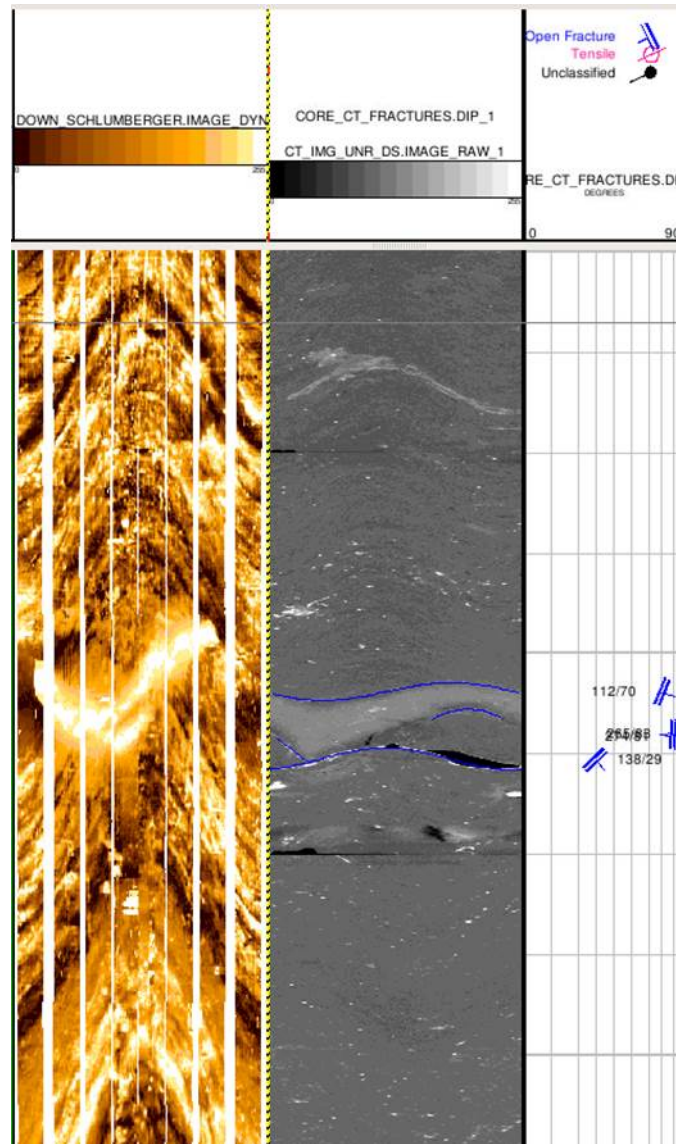 Open Fracture
Tensile
Unclassified
DOWN_SCHLUMBERGER.IMAGE_DYN
0
255
CORE_CT_FRACTURES.DIP_1
CT_IMG_UNR_DS.IMAGE_RAW_1
0
255
RE_CT_FRACTURES.DI
DEGREES
0
90
112/70
138/29